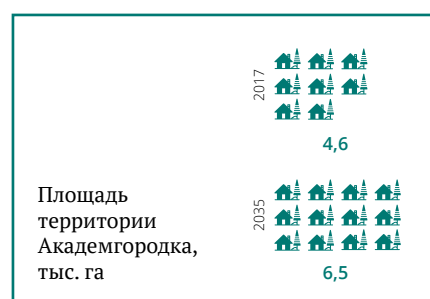 2017
4,6
Площадь
территории
Академгородка,
тыс. га
2035
6,5